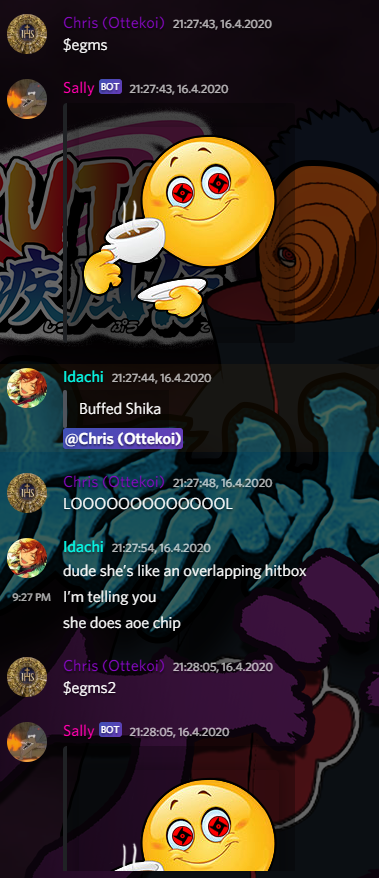 Chris (Ottekoi) 21:27:43, 16.4.2020
$egms
Sally BOT 21:27:43, 16.4.2020
Idachi 21:27:44, 16.4.2020
Buffed Shika
@Chris (Ottekoi)
Chris (Ottekoi) 21:27:48, 16.4.2020
LOOOOOOOOOOOOOL
Idachi 21:27:54, 16.4.2020
dude she's like an overlapping hitbox
9:27 PM I'm telling you
she does aoe chip
Chris (Ottekoi) 21:28:05, 16.4.2020
$egms2
Sally BOT 21:28:05, 16.4.2020